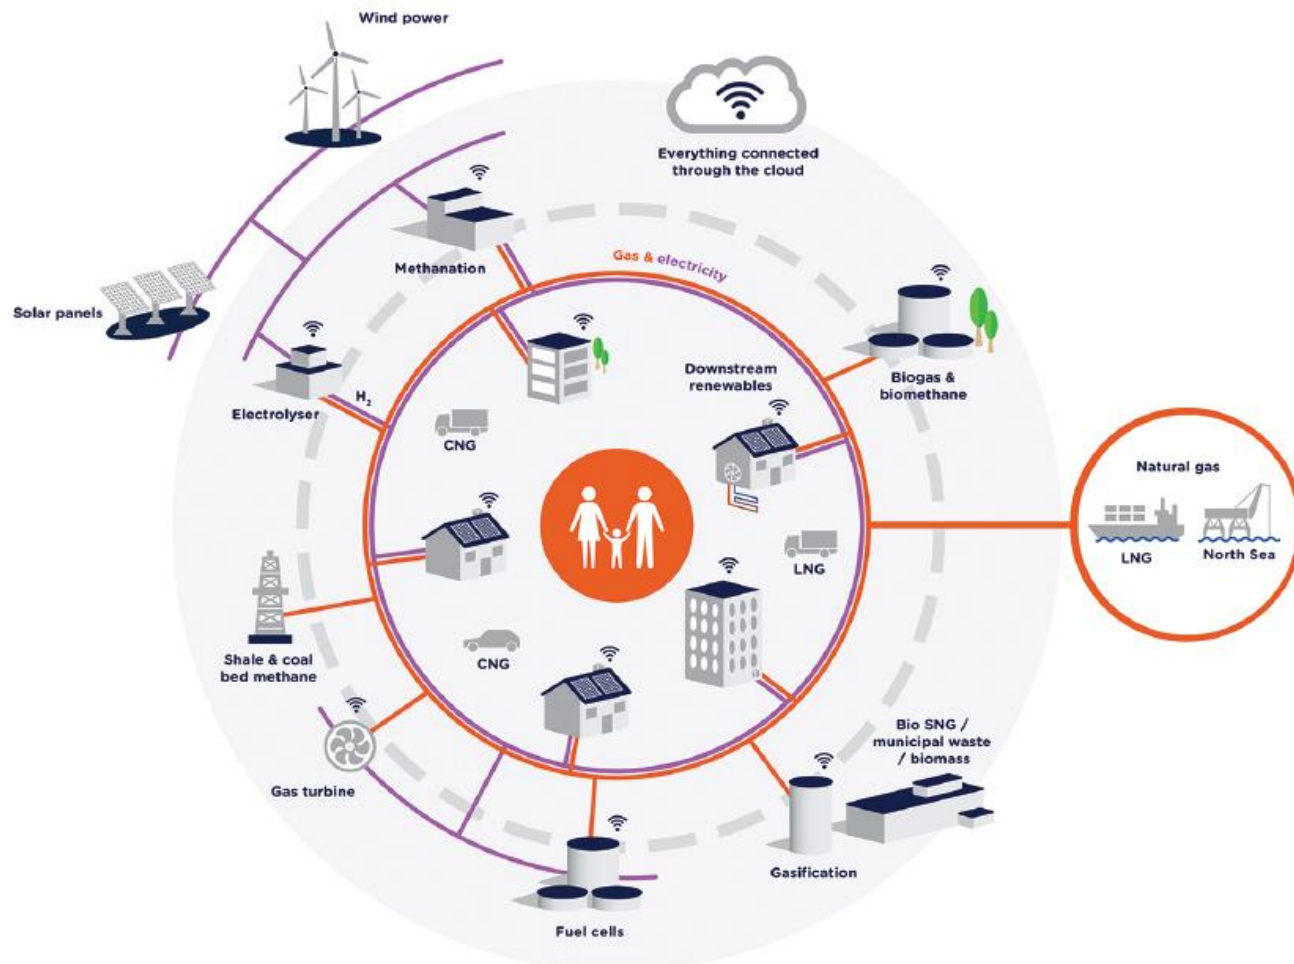 Wind power
Everything connected
through the cloud
Methanation
Gas & electricity
Solar panels
Downstream
renewables
Biogas &
biomethane
H₂
Electrolyser
CNG
Natural gas
LNG
North Sea
LNG
Shale & coal
bed methane
CNG
Bio SNG /
municipal waste
/ biomass
Gas turbine
Gasification
Fuel cells